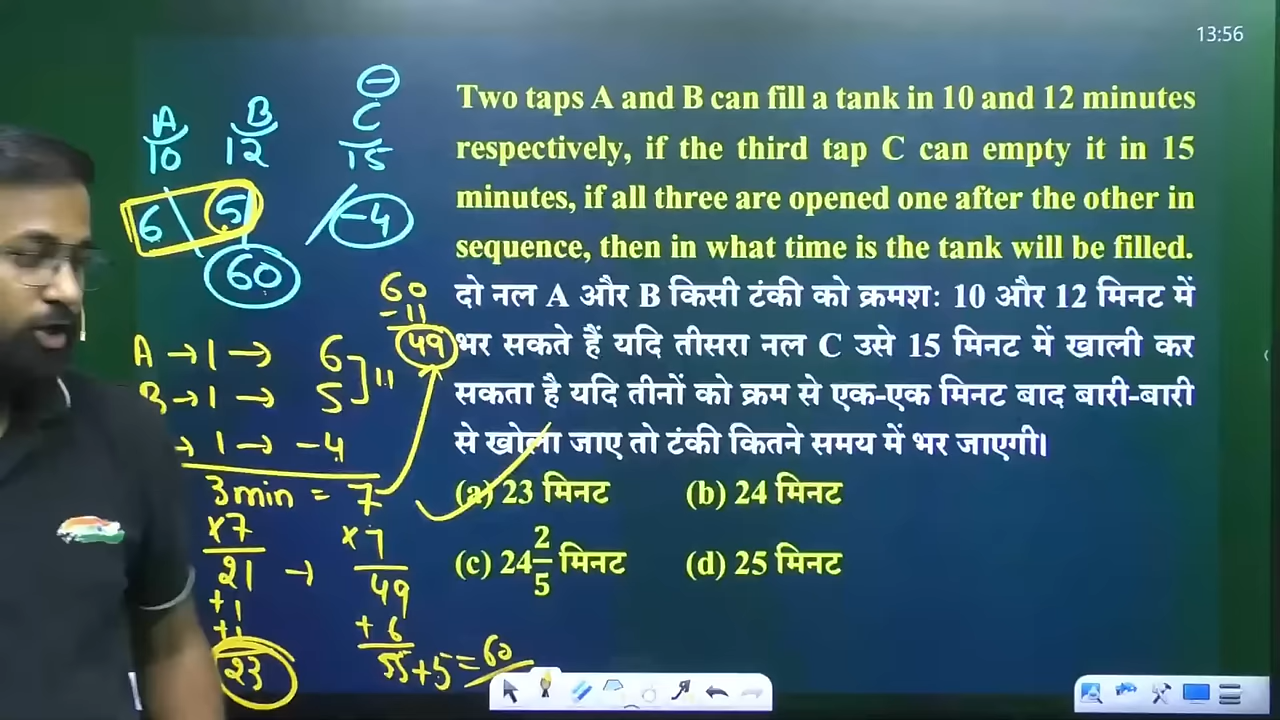 13:56
A B ⊖ C
10 12 15
6 5 -4
60
60
-11
49
A → 1 → 6
B → 1 → 5 ] 11
→ 1 → -4
3 min = 7
×7 ×7
21 → 49
+1
+1 +6
23 55+5=60
Two taps A and B can fill a tank in 10 and 12 minutes
respectively, if the third tap C can empty it in 15
minutes, if all three are opened one after the other in
sequence, then in what time is the tank will be filled.
दो नल A और B किसी टंकी को क्रमश: 10 और 12 मिनट में
भर सकते हैं यदि तीसरा नल C उसे 15 मिनट में खाली कर
सकता है यदि तीनों को क्रम से एक-एक मिनट बाद बारी-बारी
से खोला जाए तो टंकी कितने समय में भर जाएगी।
(a) 23 मिनट (b) 24 मिनट
(c) 24 2/5 मिनट (d) 25 मिनट